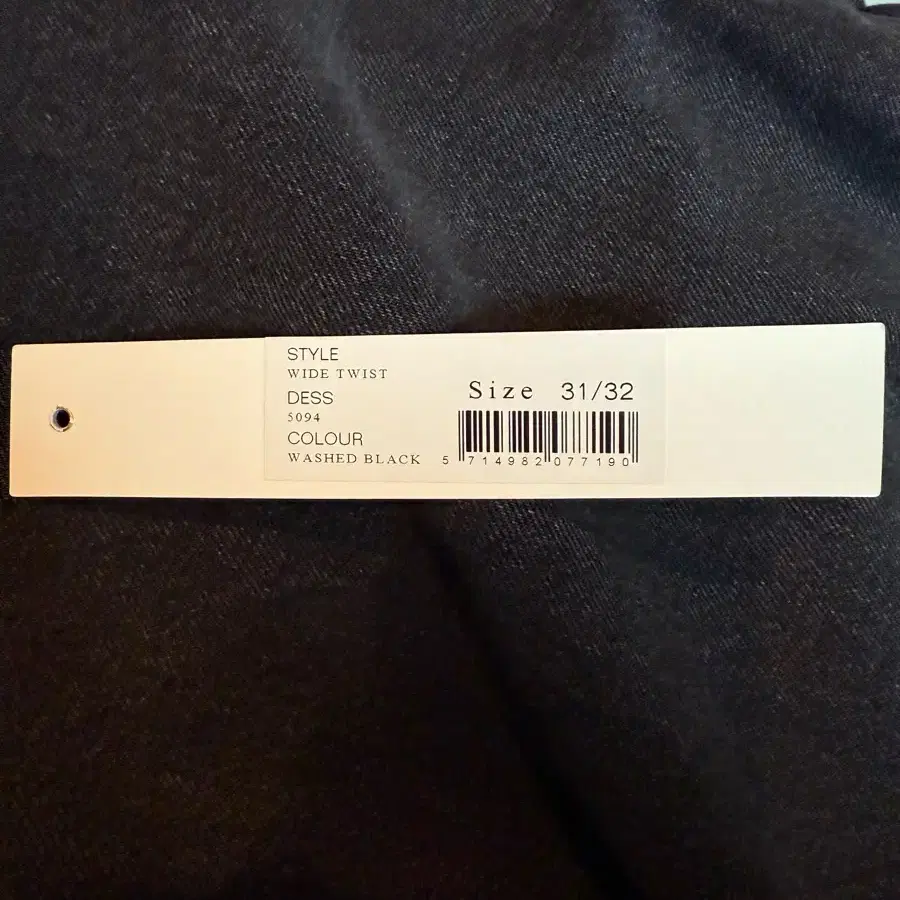 STYLE
WIDE TWIST
DESS
5094
COLOUR
WASHED BLACK
Size 31/32
5 714982 077190